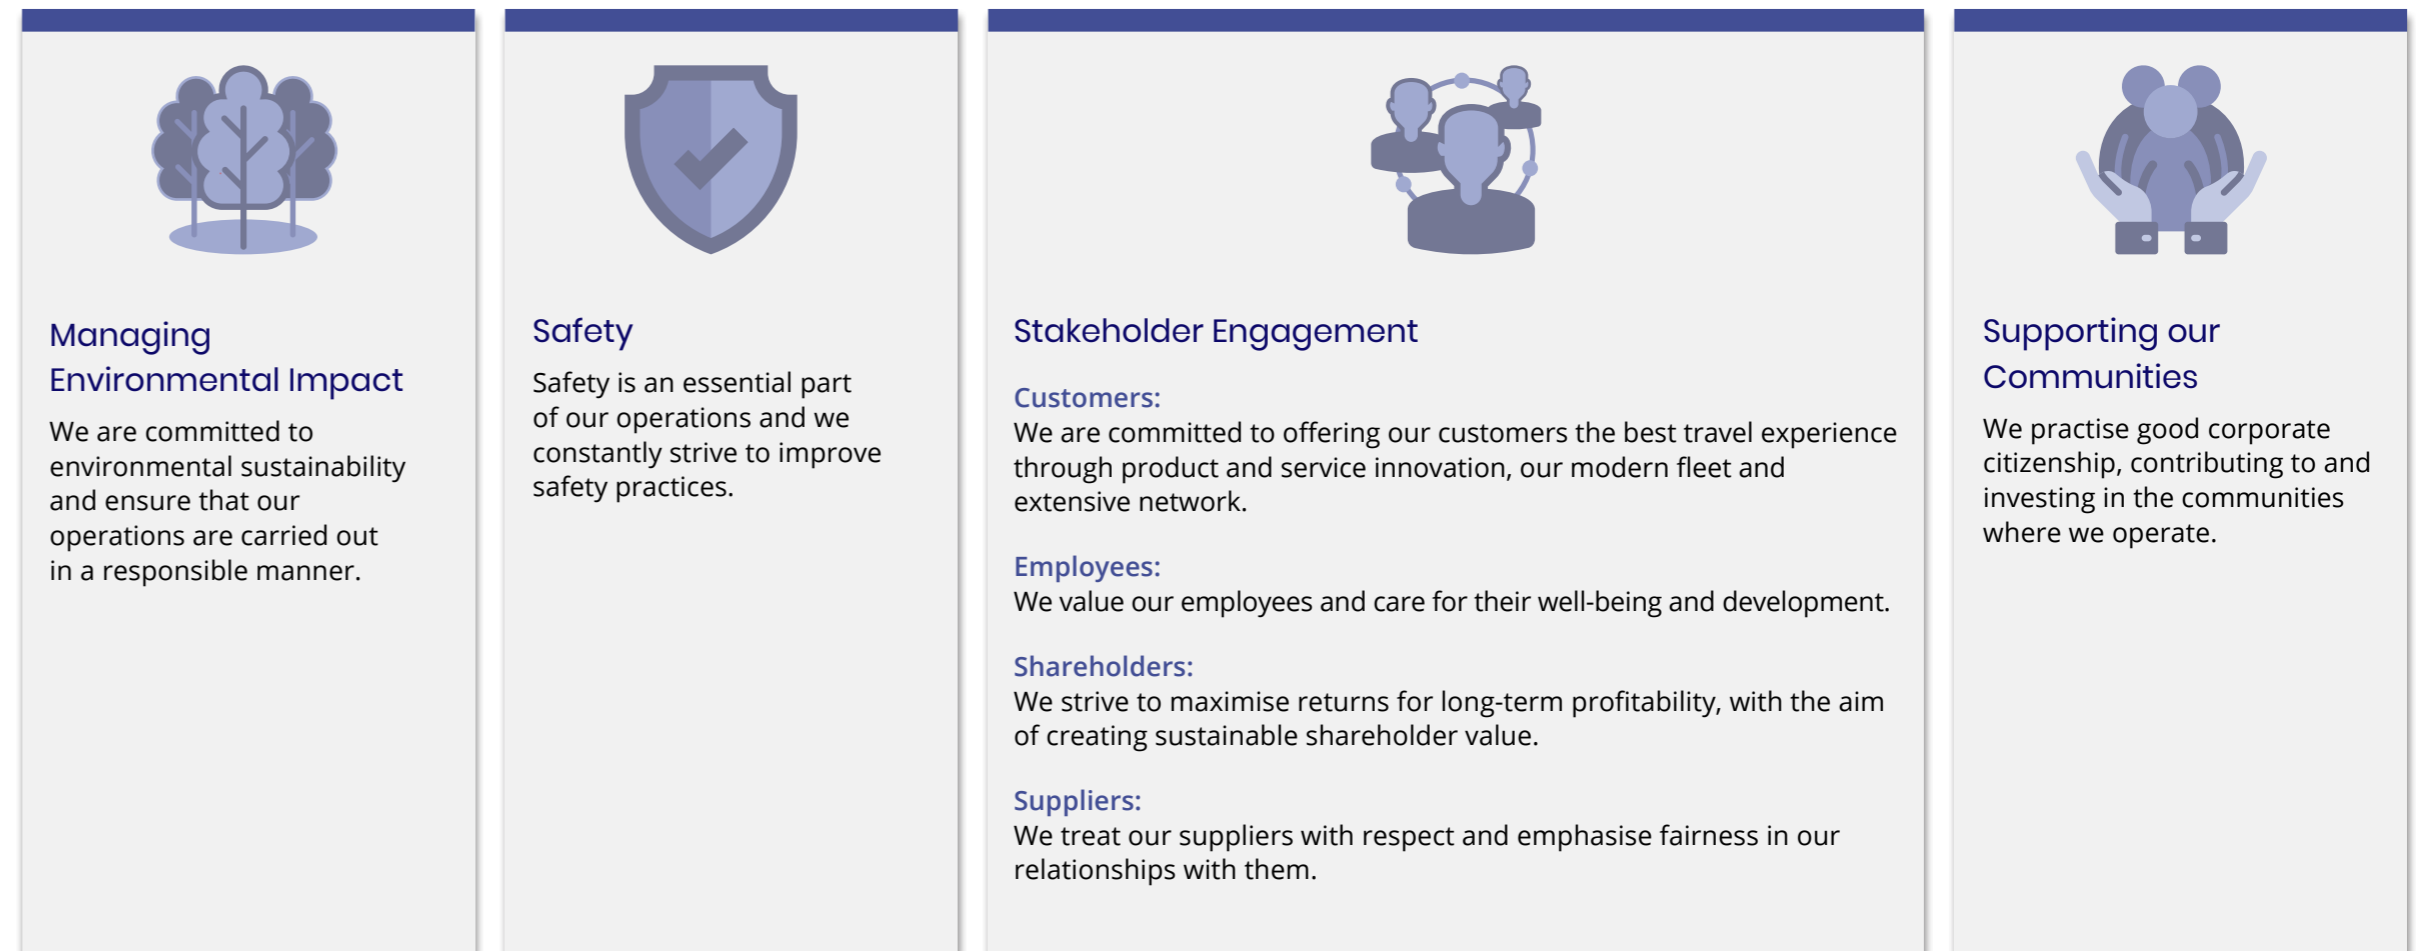 Managing
Environmental Impact
We are committed to
environmental sustainability
and ensure that our
operations are carried out
in a responsible manner.
Safety
Safety is an essential part
of our operations and we
constantly strive to improve
safety practices.
Stakeholder Engagement
Customers:
We are committed to offering our customers the best travel experience
through product and service innovation, our modern fleet and
extensive network.
Employees:
We value our employees and care for their well-being and development.
Shareholders:
We strive to maximise returns for long-term profitability, with the aim
of creating sustainable shareholder value.
Suppliers:
We treat our suppliers with respect and emphasise fairness in our
relationships with them.
Supporting our
Communities
We practise good corporate
citizenship, contributing to and
investing in the communities
where we operate.